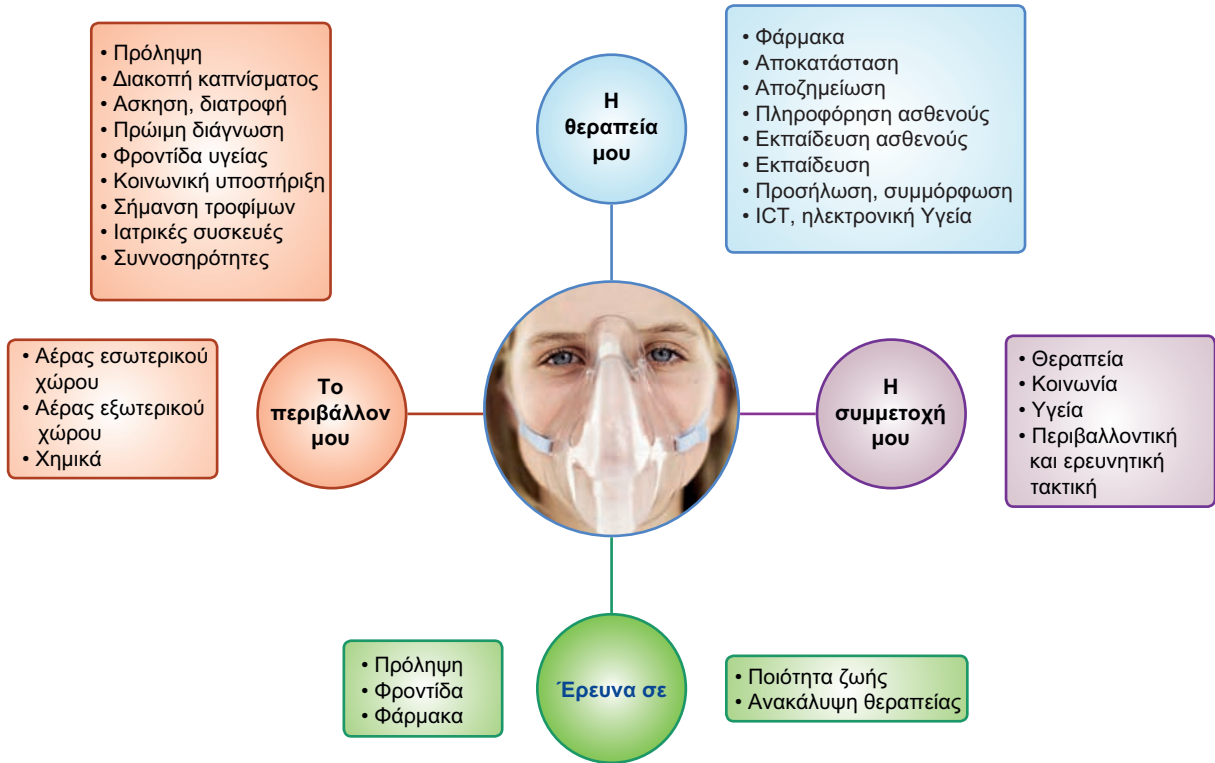 • Πρόληψη
• Διακοπή καπνίσματος
• Ασκηση, διατροφή
• Πρώιμη διάγνωση
• Φροντίδα υγείας
• Κοινωνική υποστήριξη
• Σήμανση τροφίμων
• Ιατρικές συσκευές
• Συννοσηρότητες
Η
θεραπεία
μου
• Φάρμακα
• Αποκατάσταση
• Αποζημείωση
• Πληροφόρηση ασθενούς
• Εκπαίδευση ασθενούς
• Εκπαίδευση
• Προσήλωση, συμμόρφωση
• ICT, ηλεκτρονική Υγεία
• Αέρας εσωτερικού
χώρου
• Αέρας εξωτερικού
χώρου
• Χημικά
Το
περιβάλλον
μου
Η
συμμετοχή
μου
• Θεραπεία
• Κοινωνία
• Υγεία
• Περιβαλλοντική
και ερευνητική
τακτική
• Πρόληψη
• Φροντίδα
• Φάρμακα
Έρευνα σε
• Ποιότητα ζωής
• Ανακάλυψη θεραπείας